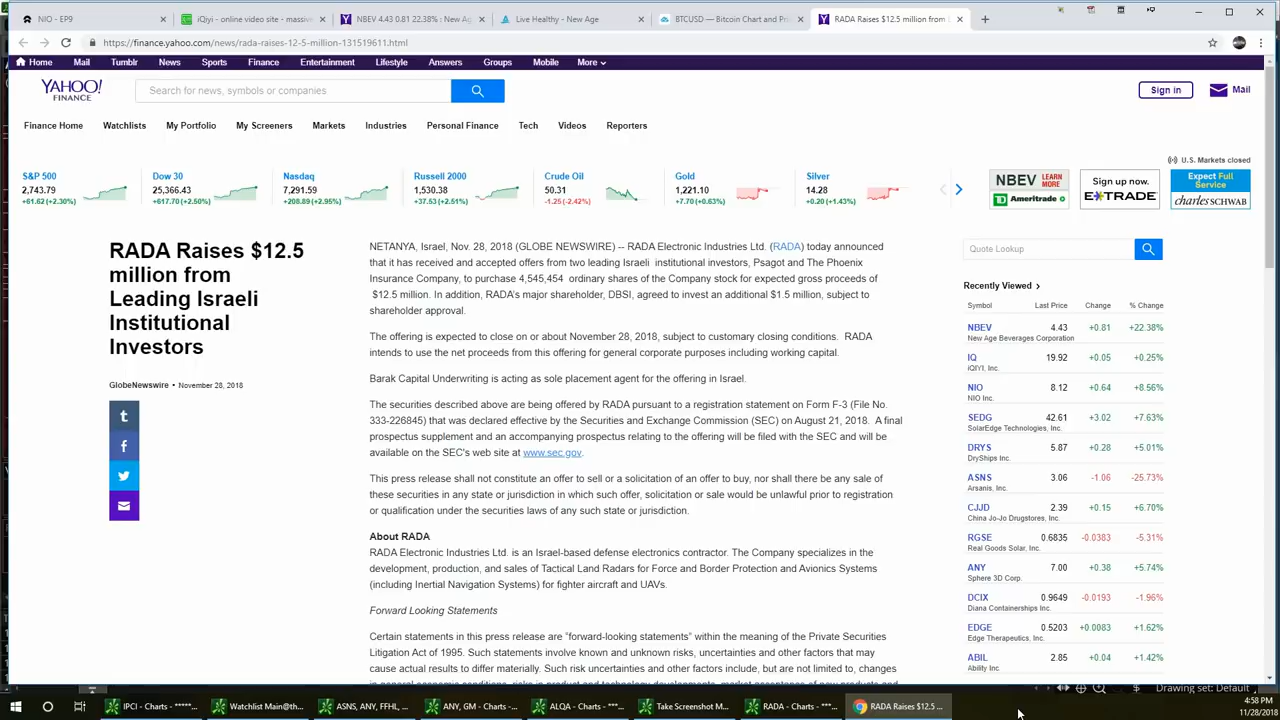 NIO - EP9
iQiyi - online video site - massive
NBEV 4.43 0.81 22.38% : New Ag
Live Healthy - New Age
BTCUSD — Bitcoin Chart and Pri
RADA Raises $12.5 million from
https://finance.yahoo.com/news/rada-raises-12-5-million-131519611.html
Home Mail Tumblr News Sports Finance Entertainment Lifestyle Answers Groups Mobile More
YAHOO!
FINANCE
Search for news, symbols or companies
Sign in
Mail
Finance Home Watchlists My Portfolio My Screeners Markets Industries Personal Finance Tech Videos Reporters
U.S. Markets closed
S&P 500
2,743.79
+61.62 (+2.30%)
Dow 30
25,366.43
+617.70 (+2.50%)
Nasdaq
7,291.59
+208.89 (+2.95%)
Russell 2000
1,530.38
+37.53 (+2.51%)
Crude Oil
50.31
-1.25 (-2.42%)
Gold
1,221.10
+7.70 (+0.63%)
Silver
14.28
+0.20 (+1.43%)
NBEV LEARN MORE
TD Ameritrade
Sign up now.
E*TRADE
Expect Full
Service
charles SCHWAB
RADA Raises $12.5
million from
Leading Israeli
Institutional
Investors
GlobeNewswire • November 28, 2018
NETANYA, Israel, Nov. 28, 2018 (GLOBE NEWSWIRE) -- RADA Electronic Industries Ltd. (RADA) today announced
that it has received and accepted offers from two leading Israeli institutional investors, Psagot and The Phoenix
Insurance Company, to purchase 4,545,454 ordinary shares of the Company stock for expected gross proceeds of
$12.5 million. In addition, RADA's major shareholder, DBSI, agreed to invest an additional $1.5 million, subject to
shareholder approval.
The offering is expected to close on or about November 28, 2018, subject to customary closing conditions. RADA
intends to use the net proceeds from this offering for general corporate purposes including working capital.
Barak Capital Underwriting is acting as sole placement agent for the offering in Israel.
The securities described above are being offered by RADA pursuant to a registration statement on Form F-3 (File No.
333-226845) that was declared effective by the Securities and Exchange Commission (SEC) on August 21, 2018. A final
prospectus supplement and an accompanying prospectus relating to the offering will be filed with the SEC and will be
available on the SEC's web site at www.sec.gov.
This press release shall not constitute an offer to sell or a solicitation of an offer to buy, nor shall there be any sale of
these securities in any state or jurisdiction in which such offer, solicitation or sale would be unlawful prior to registration
or qualification under the securities laws of any such state or jurisdiction.
About RADA
RADA Electronic Industries Ltd. is an Israel-based defense electronics contractor. The Company specializes in the
development, production, and sales of Tactical Land Radars for Force and Border Protection and Avionics Systems
(including Inertial Navigation Systems) for fighter aircraft and UAVs.
Forward Looking Statements
Certain statements in this press release are "forward-looking statements" within the meaning of the Private Securities
Litigation Act of 1995. Such statements involve known and unknown risks, uncertainties and other factors that may
cause actual results to differ materially. Such risk uncertainties and other factors include, but are not limited to, changes
in general economic conditions, risks in product and technology developments, market acceptance of new products and
Quote Lookup
Recently Viewed
Symbol Last Price Change % Change
NBEV 4.43 +0.81 +22.38%
New Age Beverages Corporation
IQ 19.92 +0.05 +0.25%
iQIYI, Inc.
NIO 8.12 +0.64 +8.56%
NIO Inc.
SEDG 42.61 +3.02 +7.63%
SolarEdge Technologies, Inc.
DRYS 5.87 +0.28 +5.01%
DryShips Inc.
ASNS 3.06 -1.06 -25.73%
Arsanis, Inc.
CJJD 2.39 +0.15 +6.70%
China Jo-Jo Drugstores, Inc.
RGSE 0.6835 -0.0383 -5.31%
Real Goods Solar, Inc.
ANY 7.00 +0.38 +5.74%
Sphere 3D Corp.
DCIX 0.9649 -0.0193 -1.96%
Diana Containerships Inc.
EDGE 0.5203 +0.0083 +1.62%
Edge Therapeutics, Inc.
ABIL 2.85 +0.04 +1.42%
Ability Inc.
Drawing set: Default
IPCI - Charts - *****...
Watchlist Main@th...
ASNS, ANY, FFHL, ...
ANY, GM - Charts -...
ALQA - Charts - *****...
Take Screenshot M...
RADA - Charts - *****...
RADA Raises $12.5 ...
4:58 PM
11/28/2018